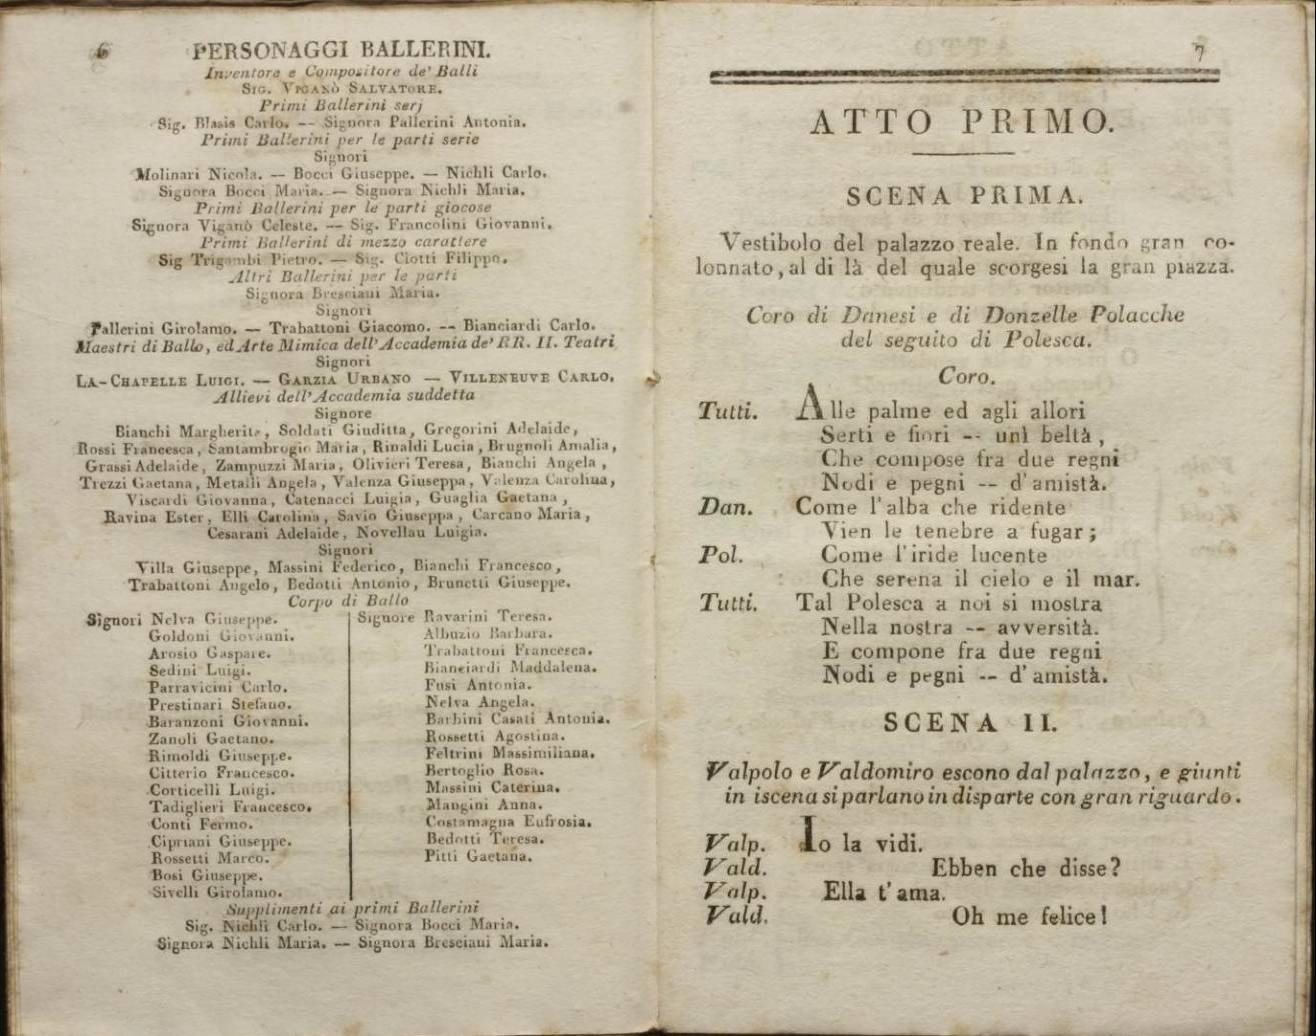 6
PERSONAGGI BALLERINI.
Inventore e Compositore de' Balli
SIG. VIGANÒ SALVATORE.
Primi Ballerini serj
Sig. Blasis Carlo. -- Signora Pallerini Antonia.
Primi Ballerini per le parti serie
Signori
Molinari Nicola. — Bocci Giuseppe. — Nichli Carlo.
Signora Bocci Maria. — Signora Nichli Maria.
Primi Ballerini per le parti giocose
Signora Viganò Celeste. -- Sig. Francolini Giovanni.
Primi Ballerini di mezzo carattere
Sig Trigambi Pietro. — Sig. Ciotti Filippo.
Altri Ballerini per le parti
Signora Bresciani Maria.
Signori
Pallerini Girolamo. — Trabattoni Giacomo. -- Bianciardi Carlo.
Maestri di Ballo, ed Arte Mimica dell'Accademia de' RR. II. Teatri
Signori
LA-CHAPELLE LUIGI. — GARZIA URBANO — VILLENEUVE CARLO.
Allievi dell'Accademia suddetta
Signore
Bianchi Margherita, Soldati Giuditta, Gregorini Adelaide,
Rossi Francesca, Santambrogio Maria, Rinaldi Lucia, Brugnoli Amalia,
Grassi Adelaide, Zampuzzi Maria, Olivieri Teresa, Bianchi Angela,
Trezzi Gaetana, Metalli Angela, Valenza Giuseppa, Valenza Carolina,
Viscardi Giovanna, Catenacci Luigia, Guaglia Gaetana,
Ravina Ester, Elli Carolina, Savio Giuseppa, Carcano Maria,
Cesarani Adelaide, Novellau Luigia.
Signori
Villa Giuseppe, Massini Federico, Bianchi Francesco,
Trabattoni Angelo, Bedotti Antonio, Brunetti Giuseppe.
Corpo di Ballo
Signori Nelva Giuseppe.
Goldoni Giovanni.
Arosio Gaspare.
Sedini Luigi.
Parravicini Carlo.
Prestinari Stefano.
Baranzoni Giovanni.
Zanoli Gaetano.
Rimoldi Giuseppe.
Citterio Francesco.
Corticelli Luigi.
Tadiglieri Francesco.
Conti Fermo.
Cipriani Giuseppe.
Rossetti Marco.
Bosi Giuseppe.
Sivelli Girolamo.
Signore Ravarini Teresa.
Albuzio Barbara.
Trabattoni Francesca.
Bianciardi Maddalena.
Fusi Antonia.
Nelva Angela.
Barbini Casati Antonia.
Rossetti Agostina.
Feltrini Massimiliana.
Bertoglio Rosa.
Massini Caterina.
Mangini Anna.
Costamagna Eufrosia.
Bedotti Teresa.
Pitti Gaetana.
Supplimenti ai primi Ballerini
Sig. Nichli Carlo. — Signora Bocci Maria.
Signora Nichli Maria. — Signora Bresciani Maria.
7
ATTO PRIMO.
SCENA PRIMA.
Vestibolo del palazzo reale. In fondo gran co-
lonnato, al di là del quale scorgesi la gran piazza.
Coro di Danesi e di Donzelle Polacche
del seguito di Polesca.
Coro.
Tutti. Alle palme ed agli allori
Serti e fiori -- uni beltà,
Che compose fra due regni
Nodi e pegni -- d'amistà.
Dan. Come l'alba che ridente
Vien le tenebre a fugar;
Pol. Come l'iride lucente
Che serena il cielo e il mar.
Tutti. Tal Polesca a noi si mostra
Nella nostra -- avversità.
E compone fra due regni
Nodi e pegni -- d'amistà.
SCENA II.
Valpolo e Valdomiro escono dal palazzo, e giunti
in iscena si parlano in disparte con gran riguardo.
Valp. Io la vidi.
Vald. Ebben che disse?
Valp. Ella t'ama.
Vald. Oh me felice!